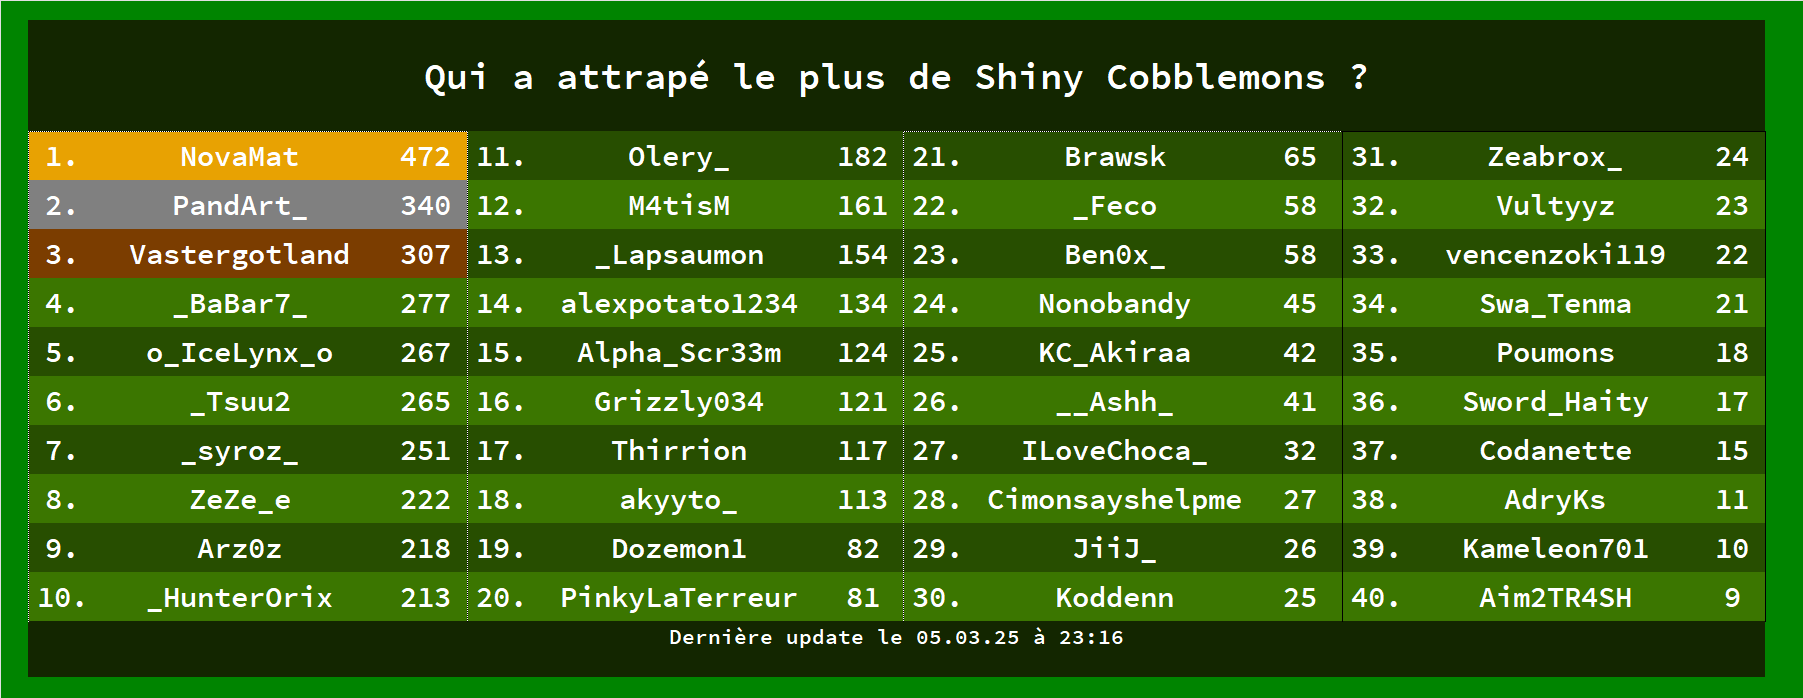 Qui a attrapé le plus de Shiny Cobblemons ?
1. NovaMat 472
2. PandArt_ 340
3. Vastergotland 307
4. _BaBar7_ 277
5. o_IceLynx_o 267
6. _Tsuu2 265
7. _syroz_ 251
8. ZeZe_e 222
9. Arz0z 218
10. _HunterOrix 213
11. Olery_ 182
12. M4tisM 161
13. _Lapsaumon 154
14. alexpotato1234 134
15. Alpha_Scr33m 124
16. Grizzly034 121
17. Thirrion 117
18. akyyto_ 113
19. Dozemon1 82
20. PinkyLaTerreur 81
21. Brawsk 65
22. _Feco 58
23. Ben0x_ 58
24. Nonobandy 45
25. KC_Akiraa 42
26. __Ashh_ 41
27. ILoveChoca_ 32
28. Cimonsayshelpme 27
29. JiiJ_ 26
30. Koddenn 25
31. Zeabrox_ 24
32. Vultyyz 23
33. vencenzoki119 22
34. Swa_Tenma 21
35. Poumons 18
36. Sword_Haity 17
37. Codanette 15
38. AdryKs 11
39. Kameleon701 10
40. Aim2TR4SH 9
Dernière update le 05.03.25 à 23:16